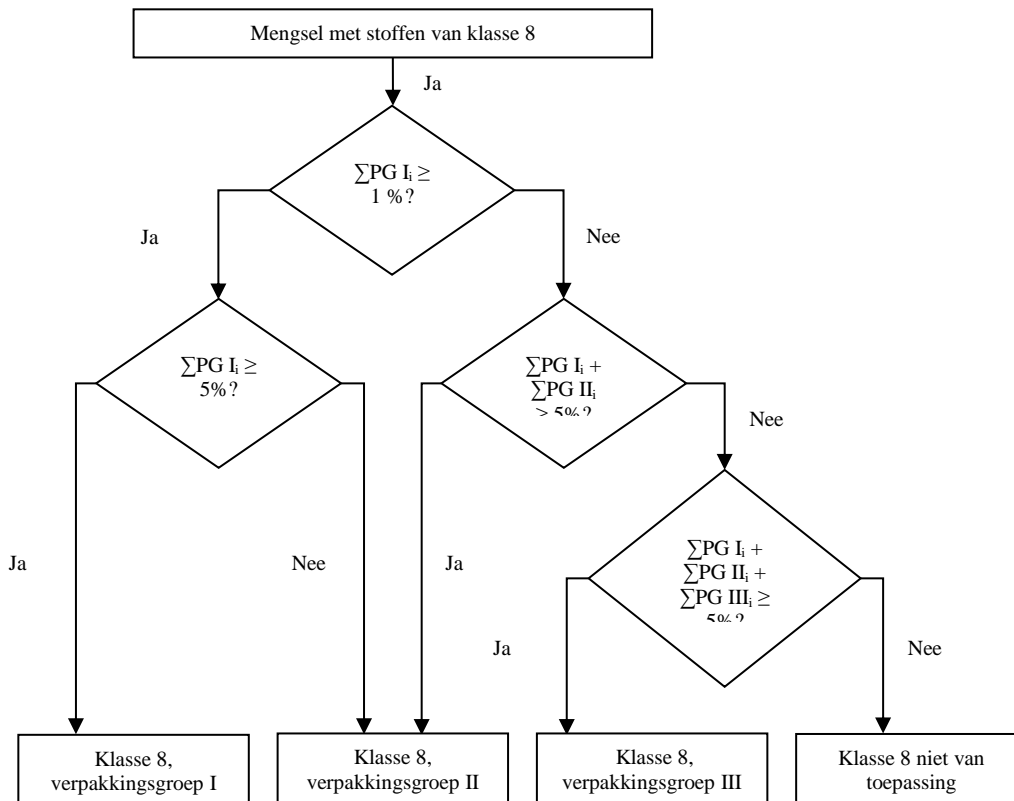 Mengsel met stoffen van klasse 8
Ja
∑PG Iᵢ ≥
1 %?
Ja
Nee
∑PG Iᵢ ≥
5%?
∑PG Iᵢ +
∑PG IIᵢ
5%?
Nee
∑PG Iᵢ +
∑PG IIᵢ +
∑PG IIIᵢ ≥
5%?
Ja
Nee
Ja
Ja
Nee
Klasse 8,
verpakkingsgroep I
Klasse 8,
verpakkingsgroep II
Klasse 8,
verpakkingsgroep III
Klasse 8 niet van
toepassing